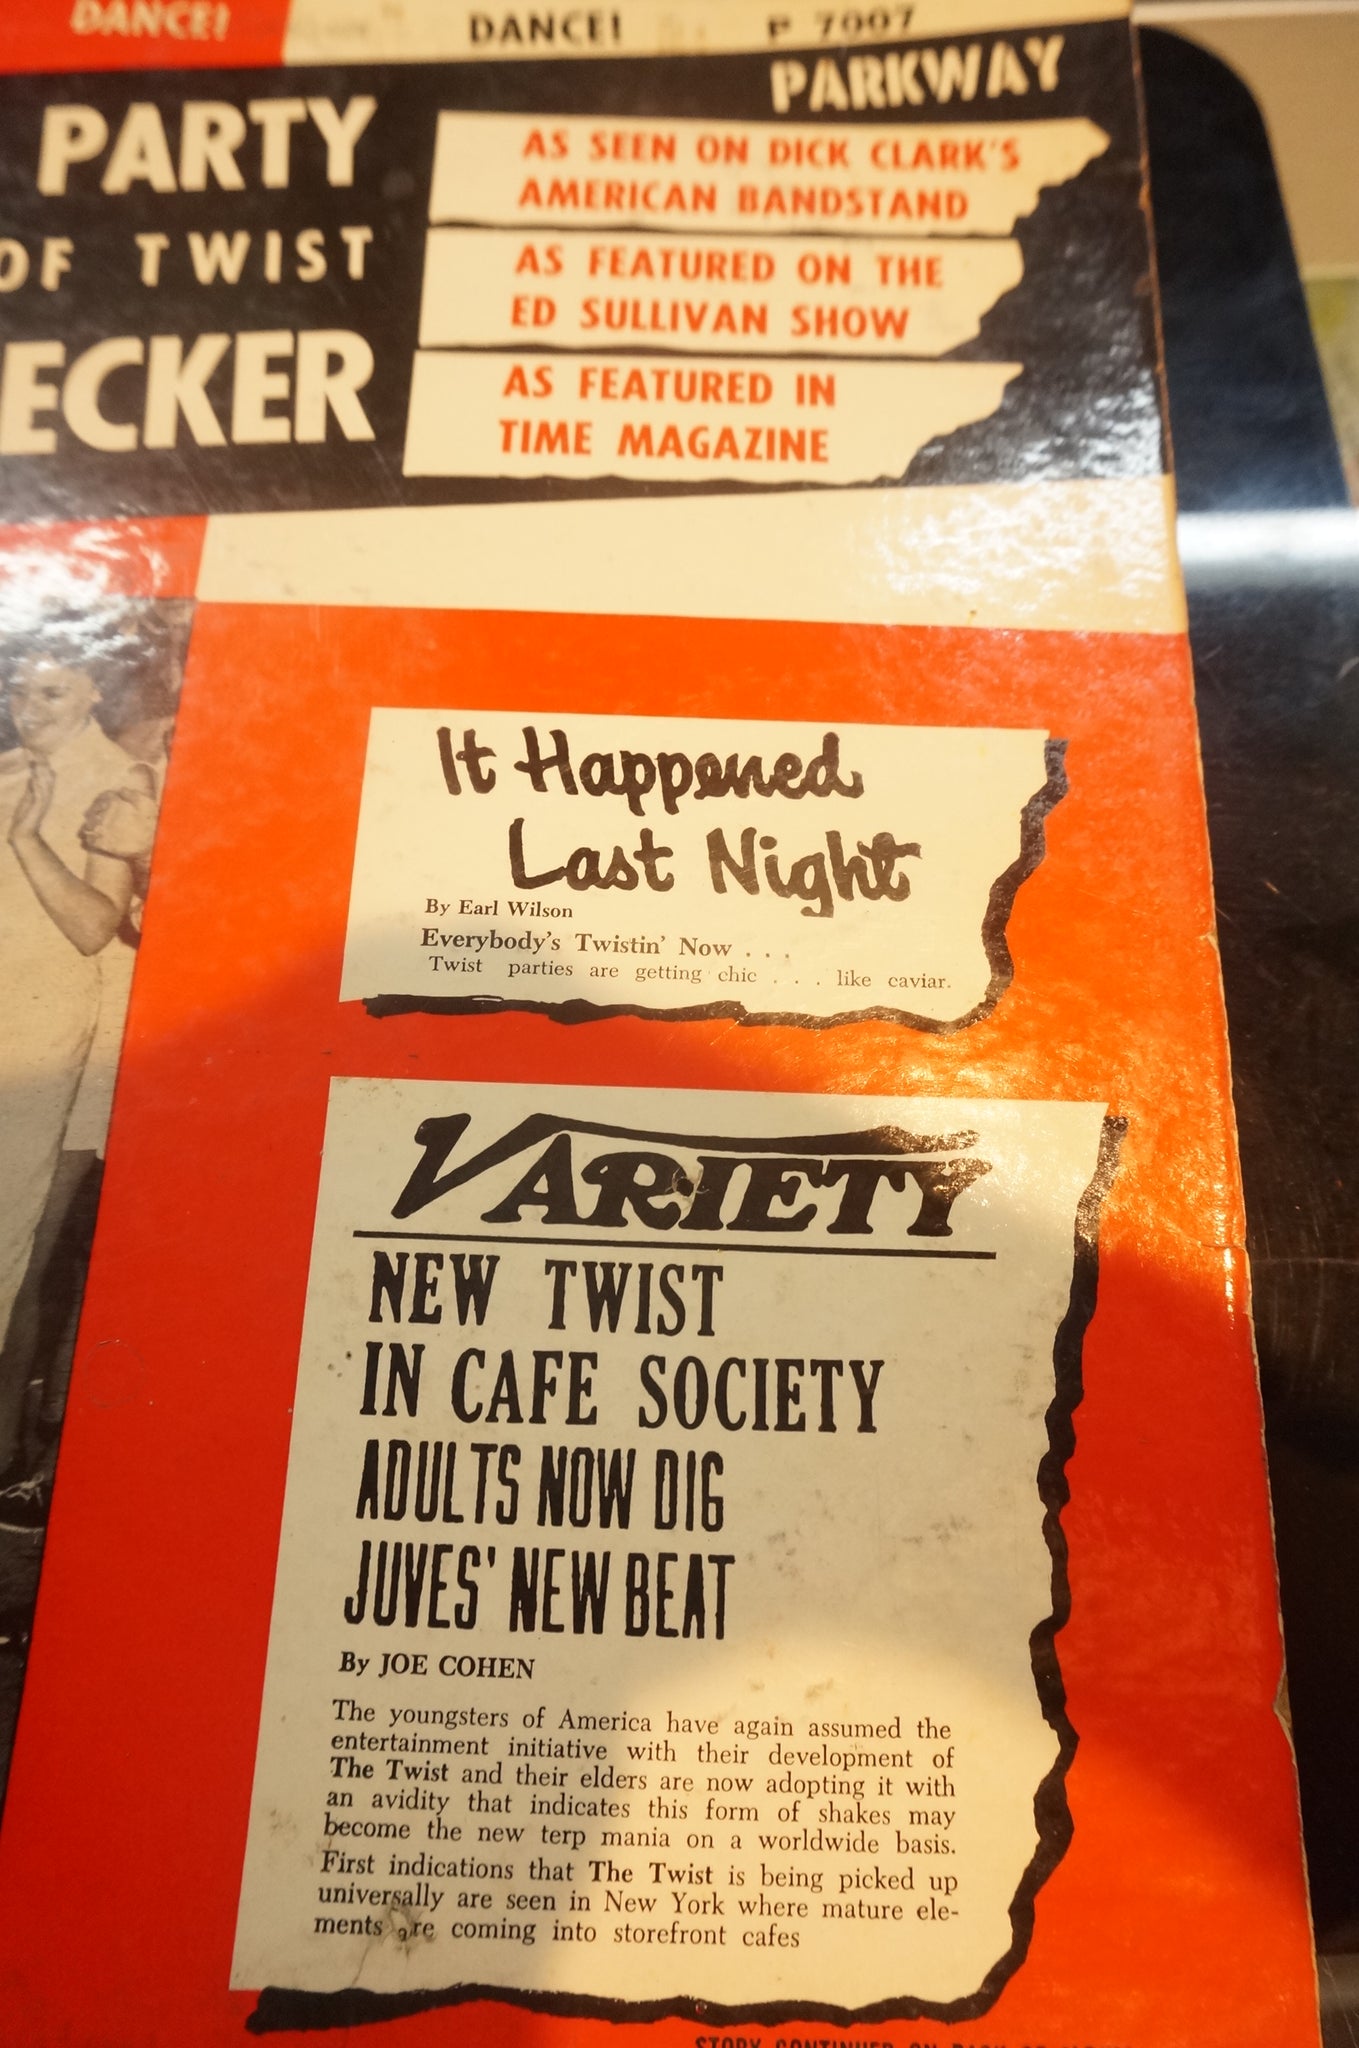 DANCE! DANCE! P 7007
PARKWAY
PARTY
OF TWIST
ECKER
AS SEEN ON DICK CLARK'S
AMERICAN BANDSTAND
AS FEATURED ON THE
ED SULLIVAN SHOW
AS FEATURED IN
TIME MAGAZINE
It Happened
Last Night
By Earl Wilson
Everybody's Twistin' Now . . .
Twist parties are getting chic . . . like caviar.
VARIETY
NEW TWIST
IN CAFE SOCIETY
ADULTS NOW DIG
JUVES' NEW BEAT
By JOE COHEN
The youngsters of America have again assumed the
entertainment initiative with their development of
The Twist and their elders are now adopting it with
an avidity that indicates this form of shakes may
become the new terp mania on a worldwide basis.
First indications that The Twist is being picked up
universally are seen in New York where mature ele-
ments are coming into storefront cafes
STORY CONTINUED ON BACK OF